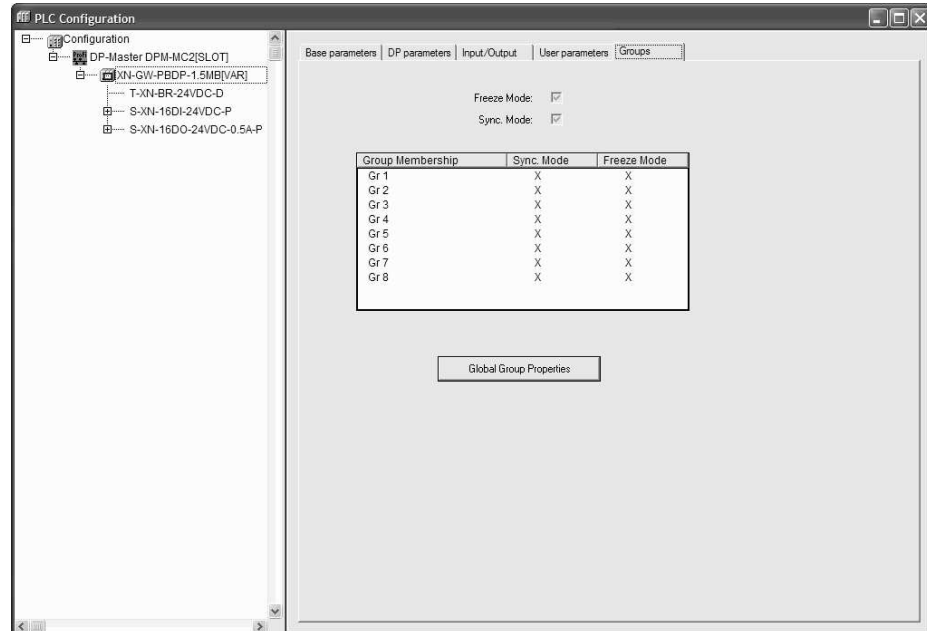 PLC Configuration
Configuration
DP-Master DPM-MC2[SLOT]
XN-GW-PBDP-1.5MB[VAR]
T-XN-BR-24VDC-D
S-XN-16DI-24VDC-P
S-XN-16DO-24VDC-0.5A-P
Base parameters DP parameters Input/Output User parameters Groups
Freeze Mode:
Sync. Mode:
Group Membership Sync. Mode Freeze Mode
Gr 1 X X
Gr 2 X X
Gr 3 X X
Gr 4 X X
Gr 5 X X
Gr 6 X X
Gr 7 X X
Gr 8 X X
Global Group Properties